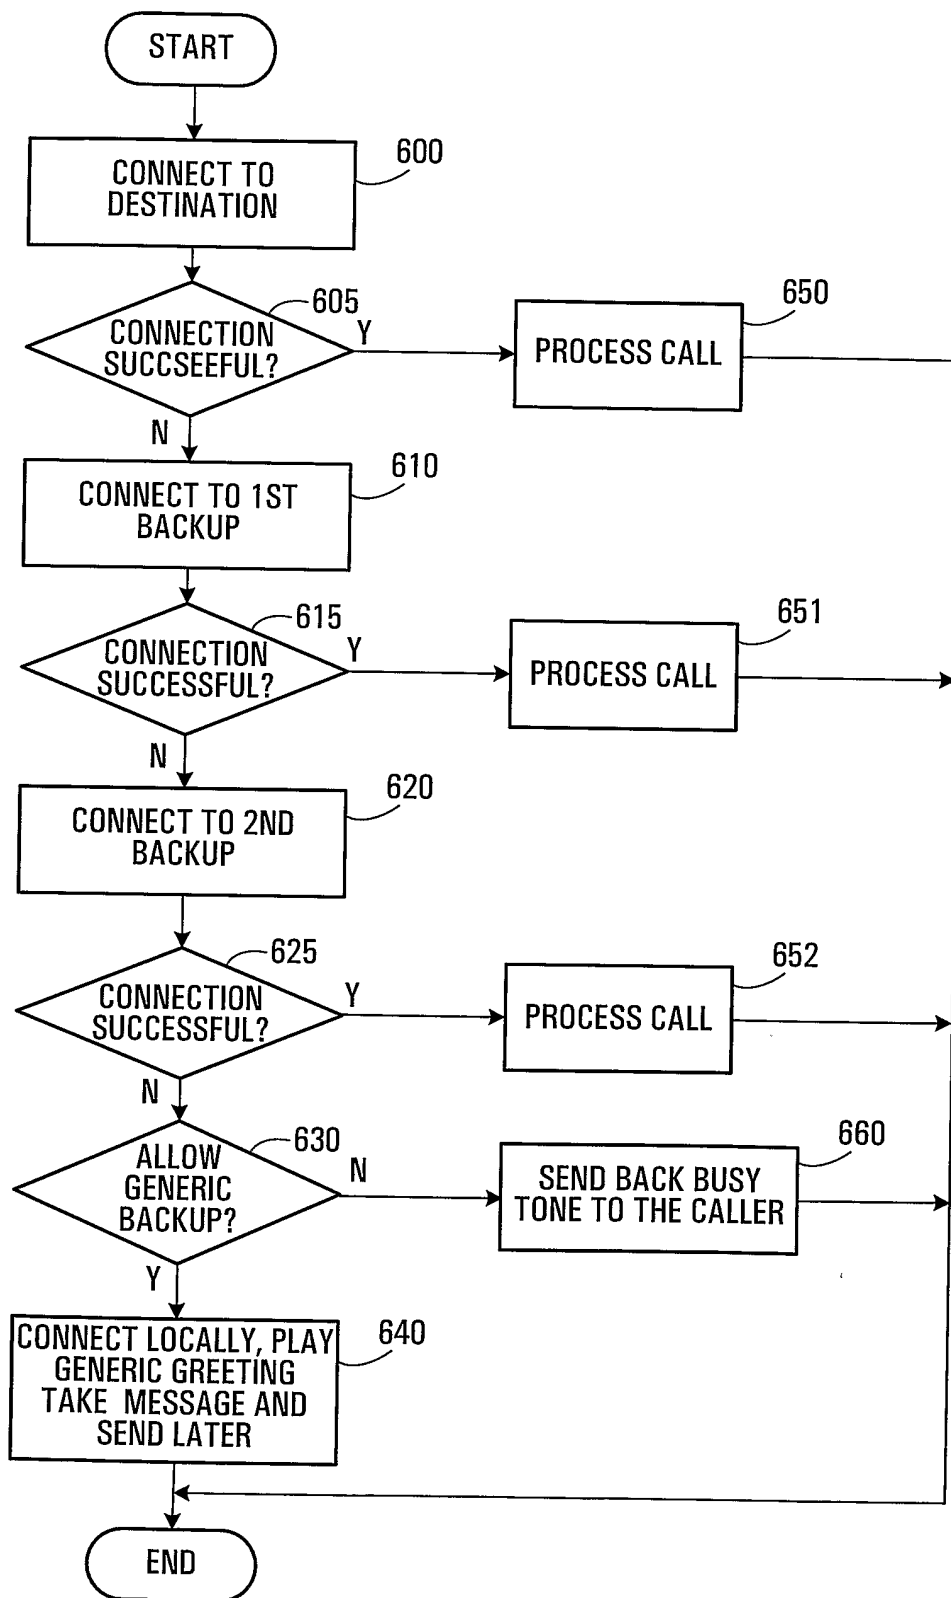 START
CONNECT TO
DESTINATION
600
CONNECTION
SUCCSEEFUL?
605
Y
PROCESS CALL
650
N
CONNECT TO 1ST
BACKUP
610
CONNECTION
SUCCESSFUL?
615
Y
PROCESS CALL
651
N
CONNECT TO 2ND
BACKUP
620
CONNECTION
SUCCESSFUL?
625
Y
PROCESS CALL
652
N
ALLOW
GENERIC
BACKUP?
630
N
SEND BACK BUSY
TONE TO THE CALLER
660
Y
CONNECT LOCALLY, PLAY
GENERIC GREETING
TAKE MESSAGE AND
SEND LATER
640
END